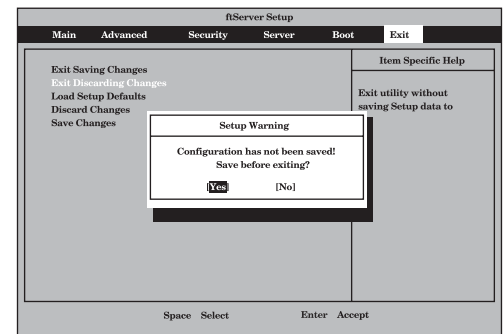 ftServer Setup
Main Advanced Security Server Boot Exit
Exit Saving Changes
Exit Discarding Changes
Load Setup Defaults
Discard Changes
Save Changes
Item Specific Help
Exit utility without
saving Setup data to
Setup Warning
Configuration has not been saved!
Save before exiting?
[Yes] [No]
Space Select Enter Accept